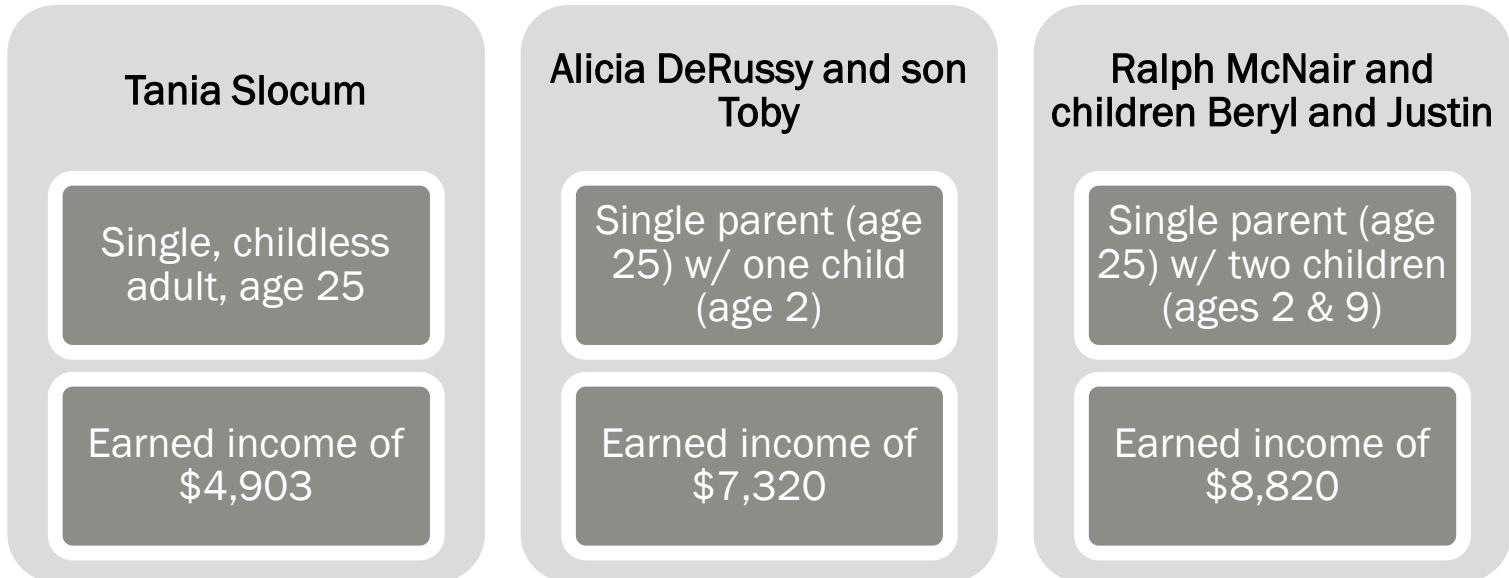 Tania Slocum
Single, childless
adult, age 25
Earned income of
$4,903
Alicia DeRussy and son
Toby
Single parent (age
25) w/ one child
(age 2)
Earned income of
$7,320
Ralph McNair and
children Beryl and Justin
Single parent (age
25) w/ two children
(ages 2 & 9)
Earned income of
$8,820